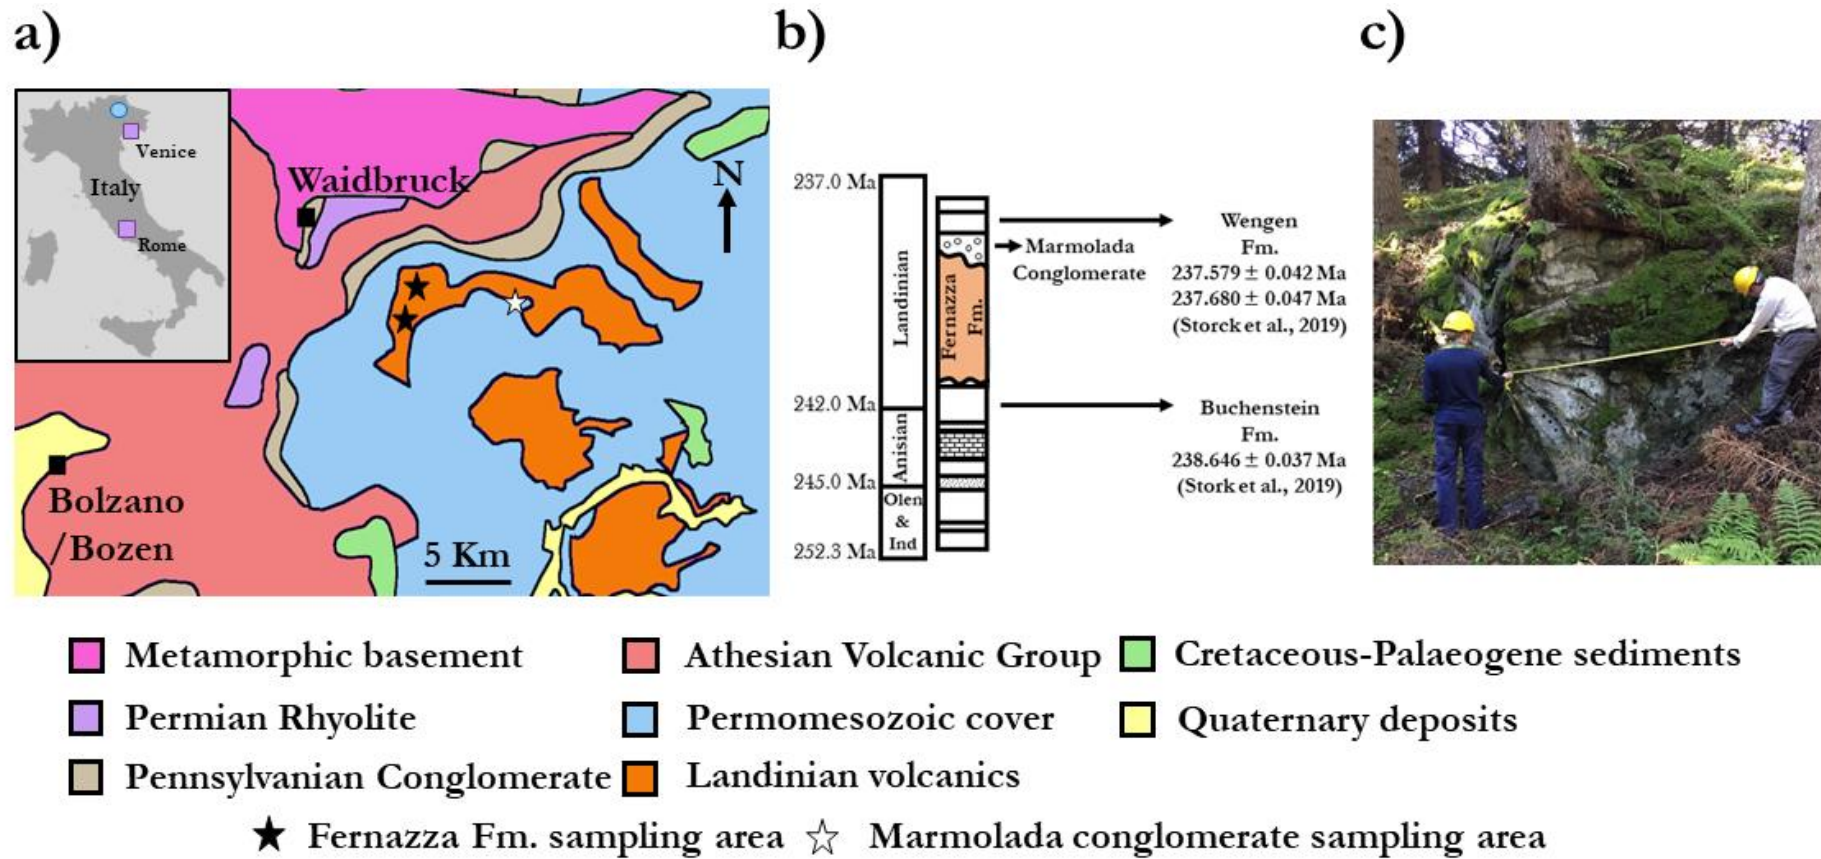 a)
Venice
Italy
Rome
Waidbruck
N
Bolzano
/Bozen
5 Km
b)
237.0 Ma
242.0 Ma
245.0 Ma
252.3 Ma
Landinian
Anisian
Olen
&
Ind
Fernazza
Fm.
Marmolada
Conglomerate
Wengen
Fm.
237.579 ± 0.042 Ma
237.680 ± 0.047 Ma
(Storck et al., 2019)
Buchenstein
Fm.
238.646 ± 0.037 Ma
(Stork et al., 2019)
c)
Metamorphic basement
Athesian Volcanic Group
Cretaceous-Palaeogene sediments
Permian Rhyolite
Permomesozoic cover
Quaternary deposits
Pennsylvanian Conglomerate
Landinian volcanics
Fernazza Fm. sampling area
Marmolada conglomerate sampling area